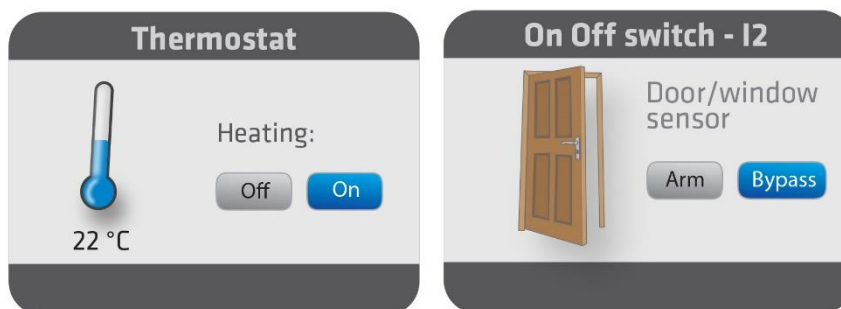 Thermostat
Heating:
Off On
22 °C
On Off switch - I2
Door/window
sensor
Arm Bypass